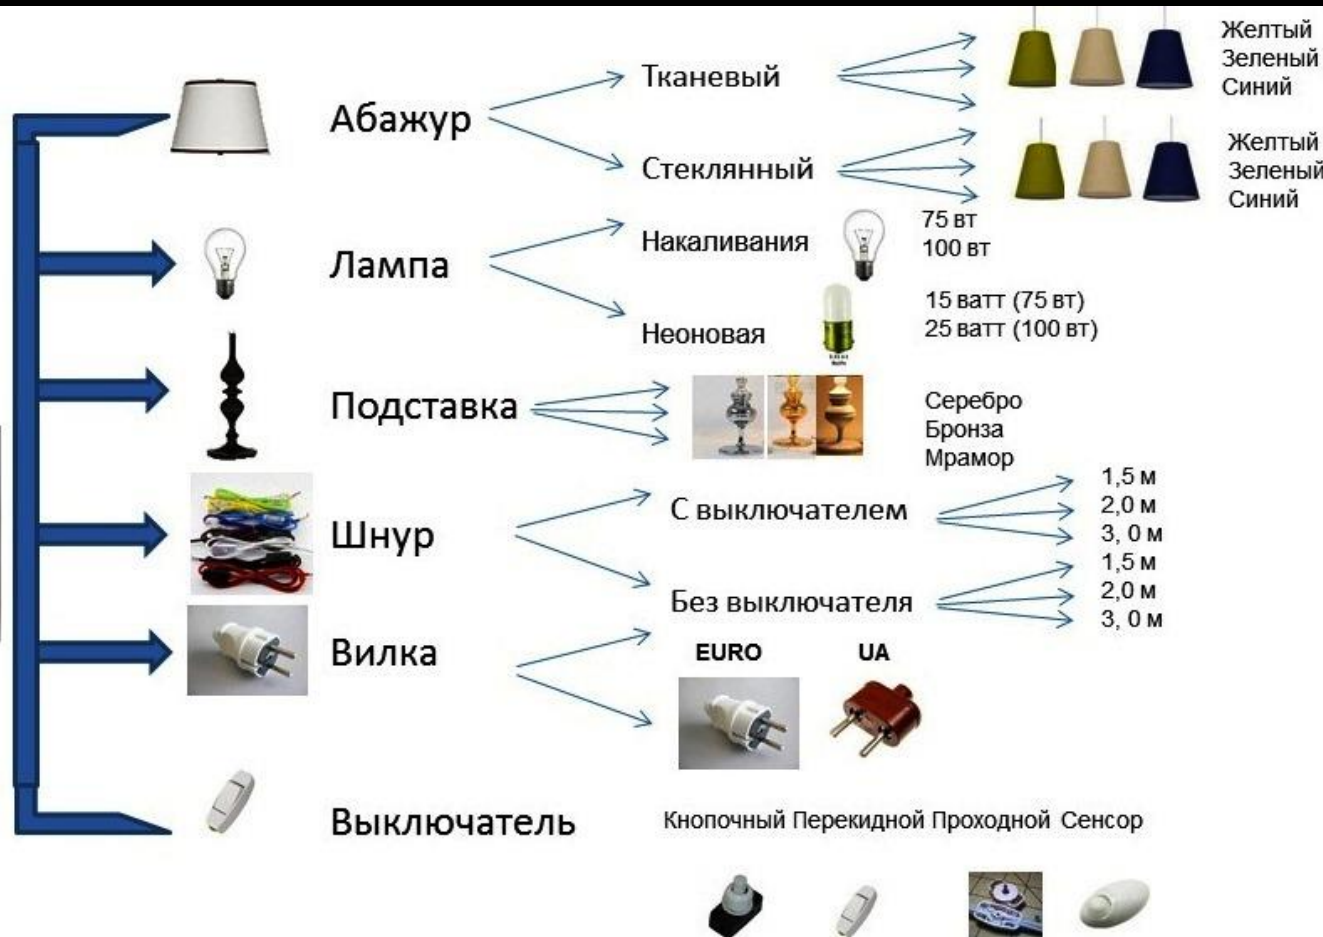 Абажур
Тканевый
Желтый
Зеленый
Синий
Стеклянный
Желтый
Зеленый
Синий
Лампа
Накаливания
75 вт
100 вт
Неоновая
15 ватт (75 вт)
25 ватт (100 вт)
Подставка
Серебро
Бронза
Мрамор
Шнур
С выключателем
1,5 м
2,0 м
3, 0 м
Без выключателя
1,5 м
2,0 м
3, 0 м
Вилка
EURO UA
Выключатель
Кнопочный Перекидной Проходной Сенсор